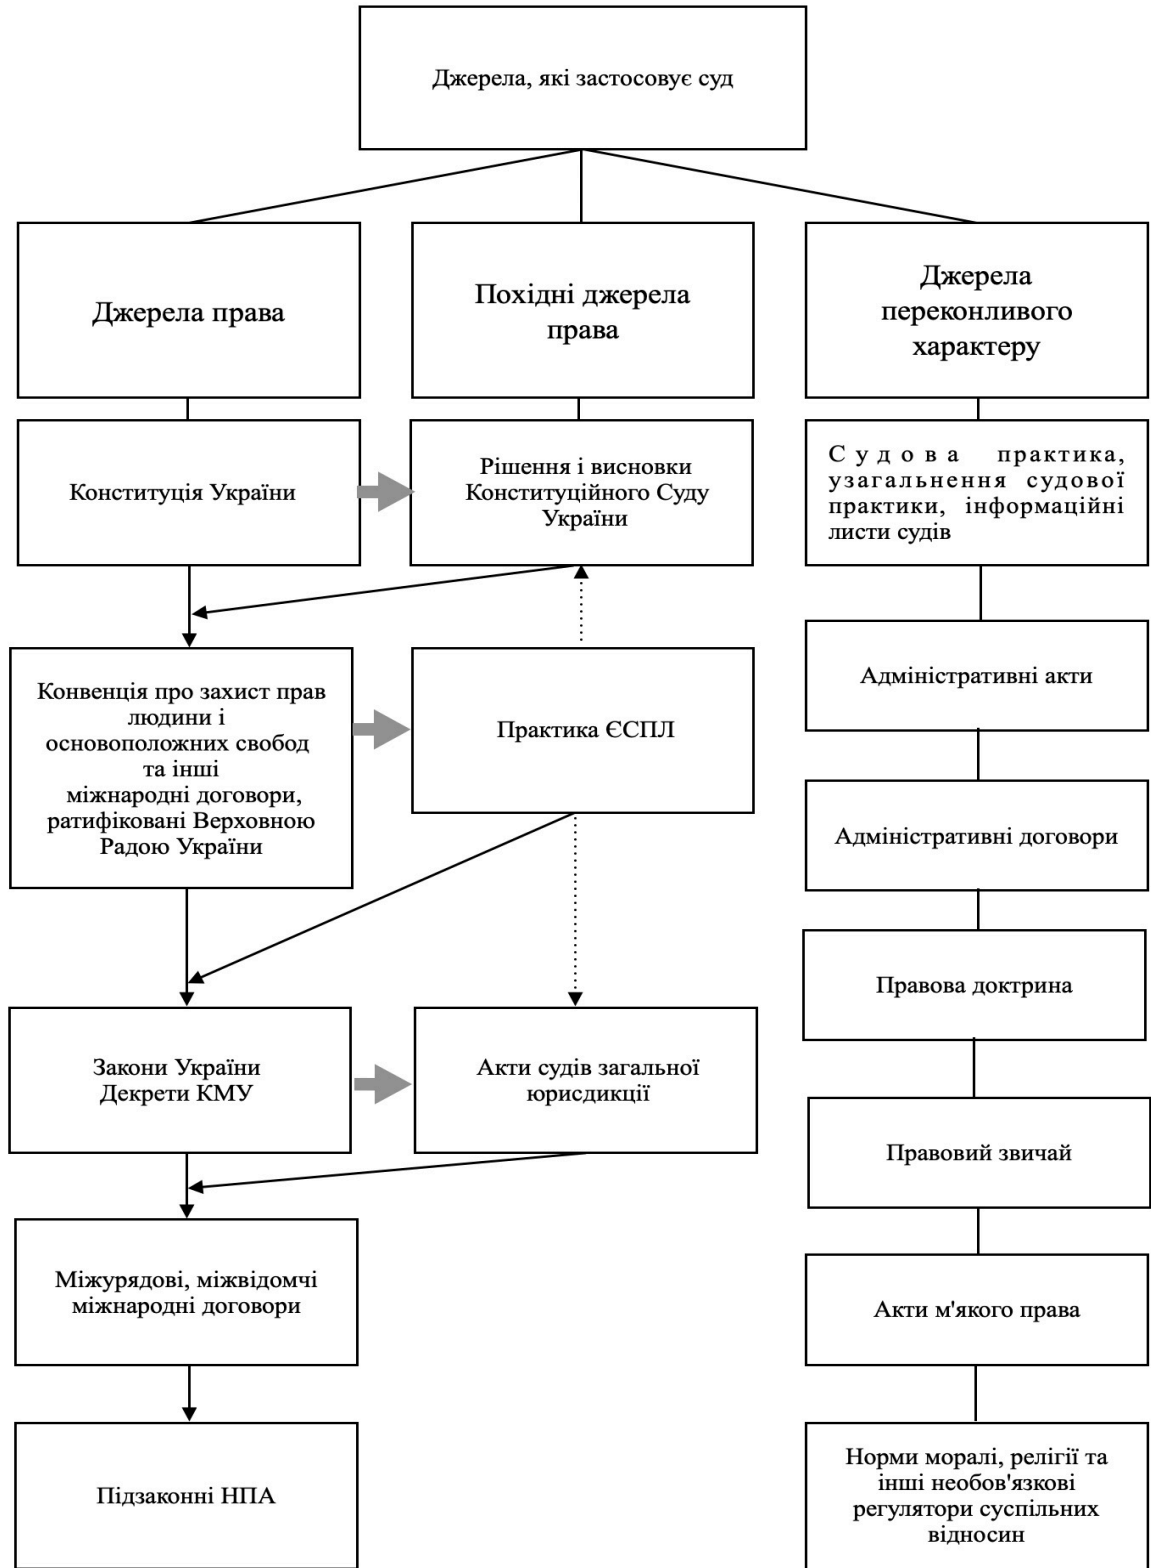 Джерела, які застосовує суд
Джерела права
Похідні джерела
права
Джерела
переконливого
характеру
Конституція України
Рішення і висновки
Конституційного Суду
України
Судова практика,
узагальнення судової
практики, інформаційні
листи судів
Конвенція про захист прав
людини і
основоположних свобод
та інші
міжнародні договори,
ратифіковані Верховною
Радою України
Практика ЄСПЛ
Адміністративні акти
Адміністративні договори
Правова доктрина
Закони України
Декрети КМУ
Акти судів загальної
юрисдикції
Правовий звичай
Міжурядові, міжвідомчі
міжнародні договори
Акти м'якого права
Підзаконні НПА
Норми моралі, релігії та
інші необов'язкові
регулятори суспільних
відносин